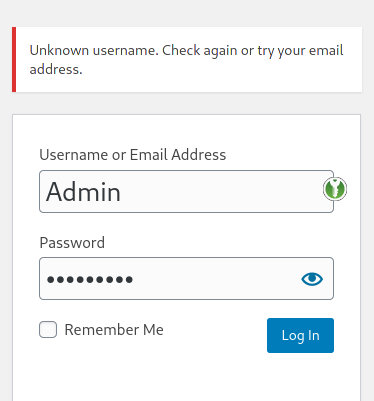 Unknown username. Check again or try your email
address.
Username or Email Address
Admin
Password
•••••••••
Remember Me
Log In